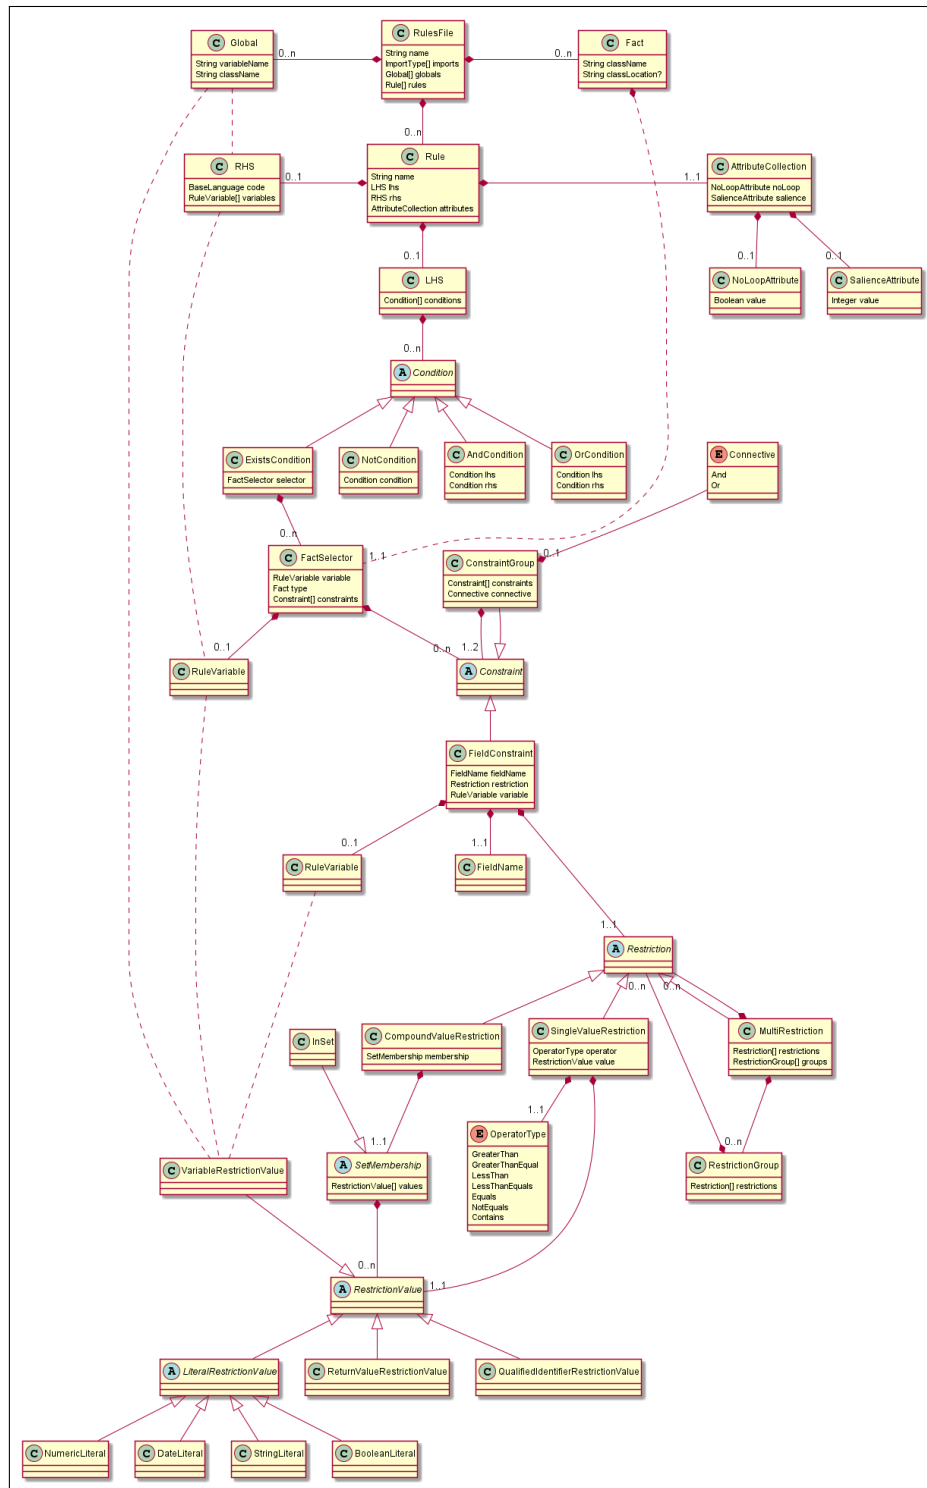 C Global
String variableName
String className
0..n
C RulesFile
String name
ImportType[] imports
Global[] globals
Rule[] rules
0..n
C Fact
String className
String classLocation?
0..n
C RHS
BaseLanguage code
RuleVariable[] variables
0..1
C Rule
String name
LHS lhs
RHS rhs
AttributeCollection attributes
1..1
C AttributeCollection
NoLoopAttribute noLoop
SalienceAttribute salience
0..1
0..1
0..1
C LHS
Condition[] conditions
C NoLoopAttribute
Boolean value
C SalienceAttribute
Integer value
0..n
A Condition
C ExistsCondition
FactSelector selector
C NotCondition
Condition condition
C AndCondition
Condition lhs
Condition rhs
C OrCondition
Condition lhs
Condition rhs
E Connective
And
Or
0..n
1..1
0..1
C FactSelector
RuleVariable variable
Fact type
Constraint[] constraints
C ConstraintGroup
Constraint[] constraints
Connective connective
0..1
0..n
1..2
C RuleVariable
A Constraint
C FieldConstraint
FieldName fieldName
Restriction restriction
RuleVariable variable
0..1
1..1
C RuleVariable
C FieldName
1..1
A Restriction
0..n
0..n
C InSet
C CompoundValueRestriction
SetMembership membership
C SingleValueRestriction
OperatorType operator
RestrictionValue value
C MultiRestriction
Restriction[] restrictions
RestrictionGroup[] groups
1..1
1..1
0..n
C VariableRestrictionValue
A SetMembership
RestrictionValue[] values
E OperatorType
GreaterThan
GreaterThanEqual
LessThan
LessThanEquals
Equals
NotEquals
Contains
C RestrictionGroup
Restriction[] restrictions
0..n
1..1
A RestrictionValue
A LiteralRestrictionValue
C ReturnValueRestrictionValue
C QualifiedIdentifierRestrictionValue
C NumericLiteral
C DateLiteral
C StringLiteral
C BooleanLiteral